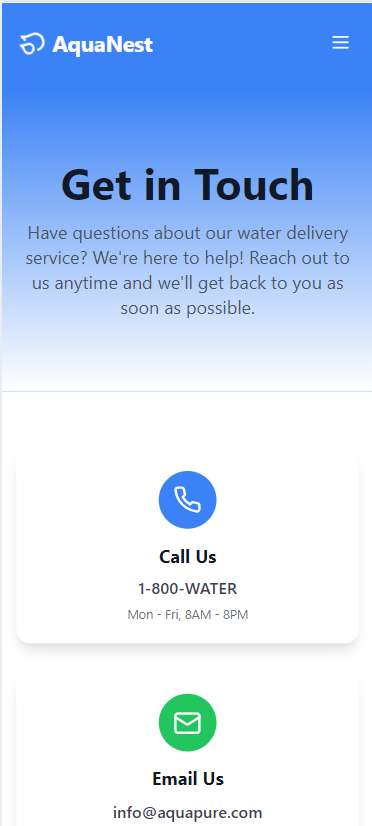 AquaNest
Get in Touch
Have questions about our water delivery
service? We're here to help! Reach out to
us anytime and we'll get back to you as
soon as possible.
Call Us
1-800-WATER
Mon - Fri, 8AM - 8PM
Email Us
info@aquapure.com